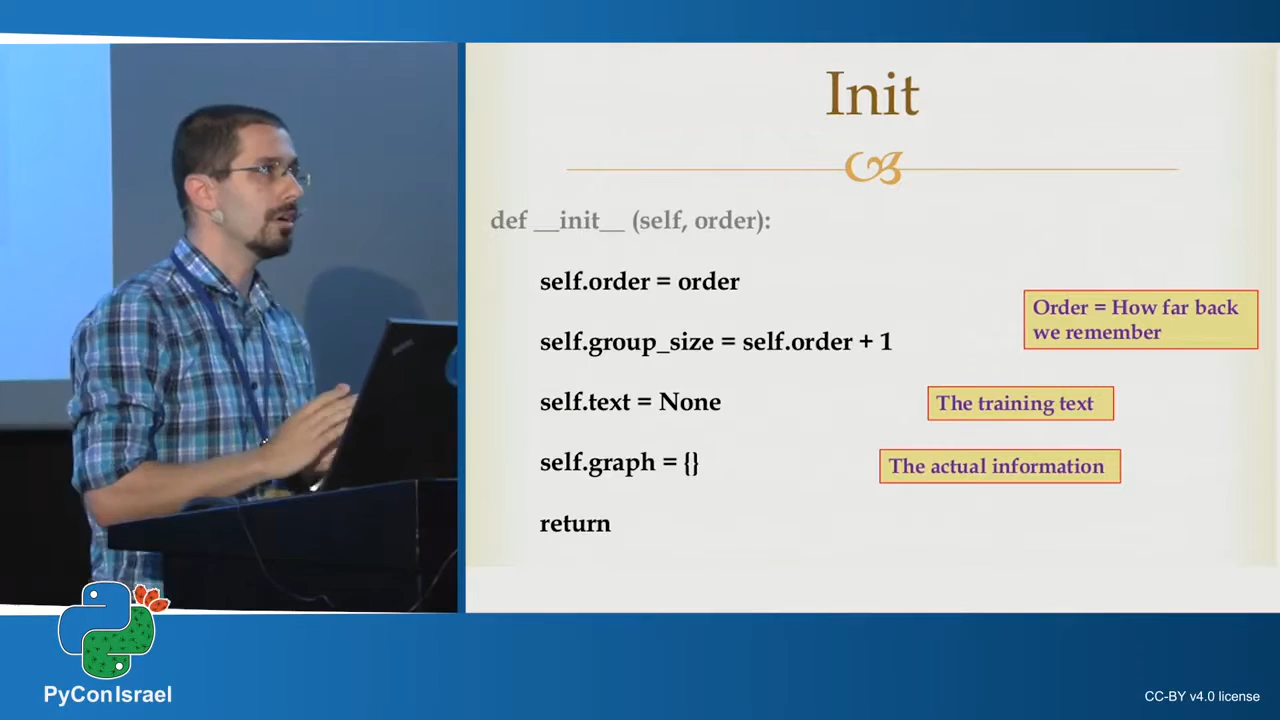 Init
def __init__ (self, order):
self.order = order
self.group_size = self.order + 1
Order = How far back
we remember
self.text = None
The training text
self.graph = {}
The actual information
return
PyConIsrael
CC-BY v4.0 license